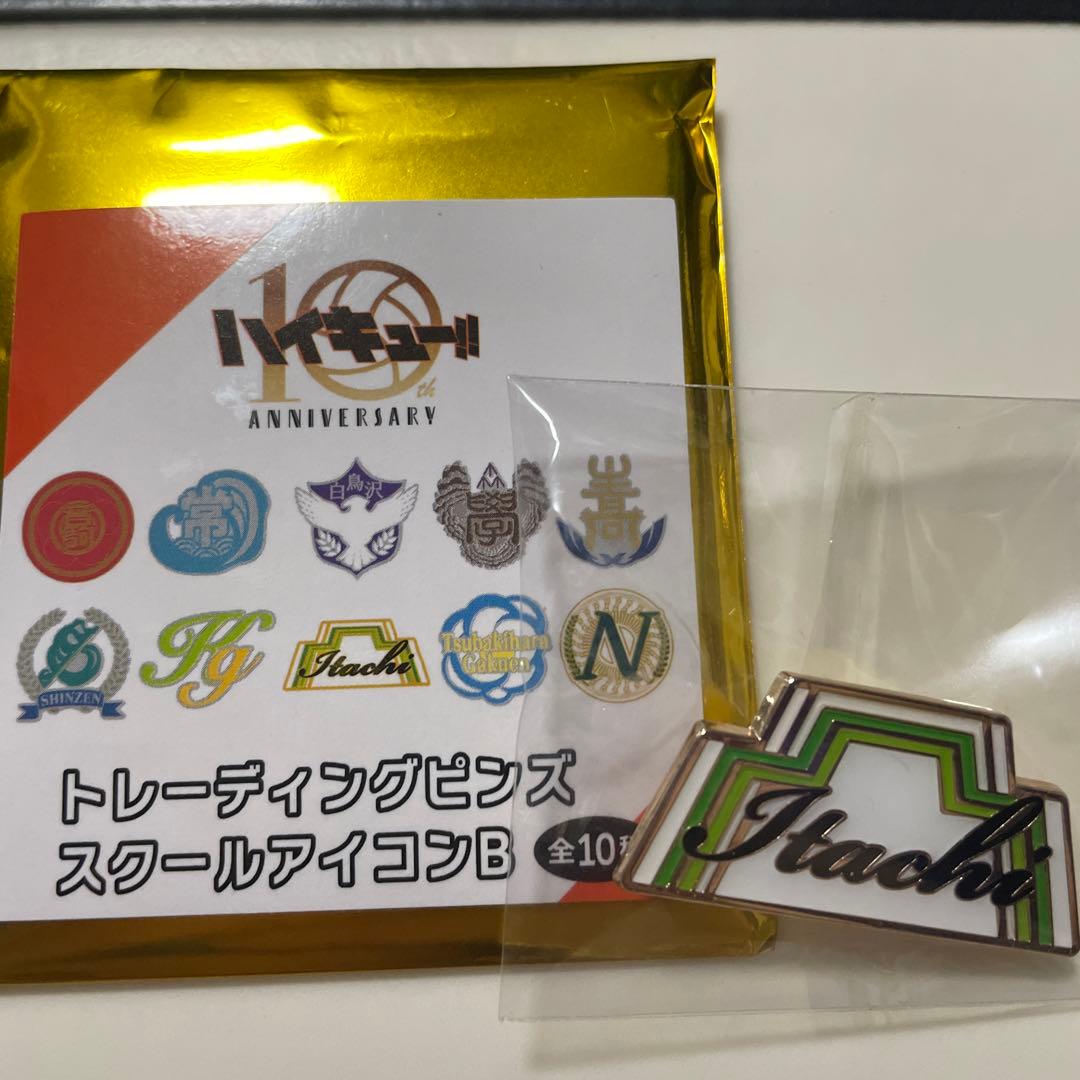 10th
ハイキュー!!
ANNIVERSARY
白鳥沢
學
SHINZEN
Kg
Itachi
Tsubakihara
Gakuen
N
トレーディングピンズ
スクールアイコンB
全10種
Itachi